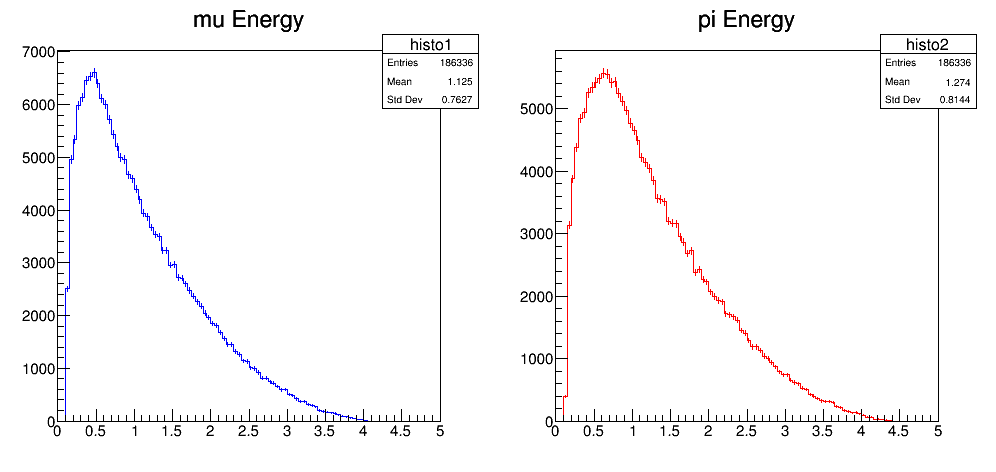 mu Energy
histo1
Entries 186336
Mean 1.125
Std Dev 0.7627
7000
6000
5000
4000
3000
2000
1000
0
0 0.5 1 1.5 2 2.5 3 3.5 4 4.5 5
pi Energy
histo2
Entries 186336
Mean 1.274
Std Dev 0.8144
5000
4000
3000
2000
1000
0
0 0.5 1 1.5 2 2.5 3 3.5 4 4.5 5